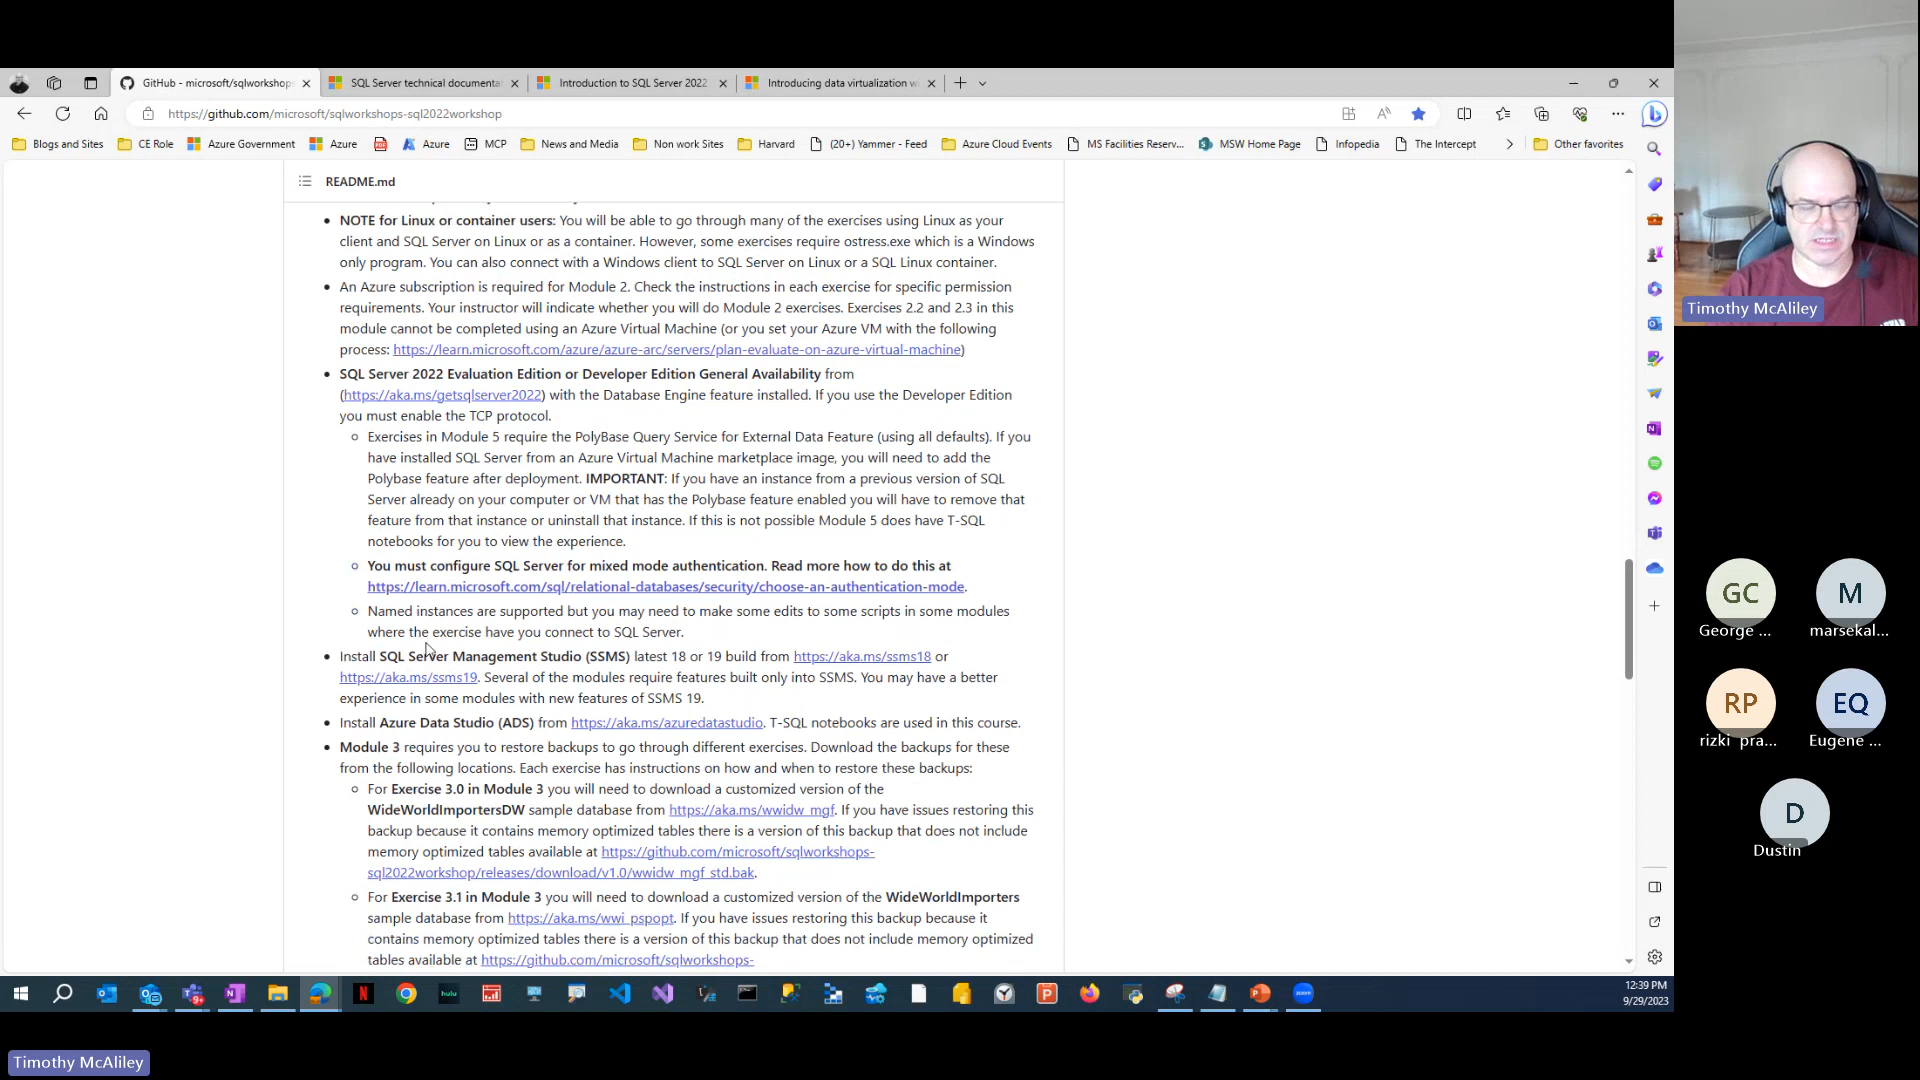 GitHub - microsoft/sqlworkshops
SQL Server technical documenta
Introduction to SQL Server 2022
Introducing data virtualization wi
https://github.com/microsoft/sqlworkshops-sql2022workshop
Blogs and Sites
CE Role
Azure Government
Azure
Azure
MCP
News and Media
Non work Sites
Harvard
(20+) Yammer - Feed
Azure Cloud Events
MS Facilities Reserv...
MSW Home Page
Infopedia
The Intercept
Other favorites
README.md
• NOTE for Linux or container users: You will be able to go through many of the exercises using Linux as your
client and SQL Server on Linux or as a container. However, some exercises require ostress.exe which is a Windows
only program. You can also connect with a Windows client to SQL Server on Linux or a SQL Linux container.
• An Azure subscription is required for Module 2. Check the instructions in each exercise for specific permission
requirements. Your instructor will indicate whether you will do Module 2 exercises. Exercises 2.2 and 2.3 in this
module cannot be completed using an Azure Virtual Machine (or you set your Azure VM with the following
process: https://learn.microsoft.com/azure/azure-arc/servers/plan-evaluate-on-azure-virtual-machine)
• SQL Server 2022 Evaluation Edition or Developer Edition General Availability from
(https://aka.ms/getsqlserver2022) with the Database Engine feature installed. If you use the Developer Edition
you must enable the TCP protocol.
○ Exercises in Module 5 require the PolyBase Query Service for External Data Feature (using all defaults). If you
have installed SQL Server from an Azure Virtual Machine marketplace image, you will need to add the
Polybase feature after deployment. IMPORTANT: If you have an instance from a previous version of SQL
Server already on your computer or VM that has the Polybase feature enabled you will have to remove that
feature from that instance or uninstall that instance. If this is not possible Module 5 does have T-SQL
notebooks for you to view the experience.
○ You must configure SQL Server for mixed mode authentication. Read more how to do this at
https://learn.microsoft.com/sql/relational-databases/security/choose-an-authentication-mode.
○ Named instances are supported but you may need to make some edits to some scripts in some modules
where the exercise have you connect to SQL Server.
• Install SQL Server Management Studio (SSMS) latest 18 or 19 build from https://aka.ms/ssms18 or
https://aka.ms/ssms19. Several of the modules require features built only into SSMS. You may have a better
experience in some modules with new features of SSMS 19.
• Install Azure Data Studio (ADS) from https://aka.ms/azuredatastudio. T-SQL notebooks are used in this course.
• Module 3 requires you to restore backups to go through different exercises. Download the backups for these
from the following locations. Each exercise has instructions on how and when to restore these backups:
○ For Exercise 3.0 in Module 3 you will need to download a customized version of the
WideWorldImportersDW sample database from https://aka.ms/wwidw_mgf. If you have issues restoring this
backup because it contains memory optimized tables there is a version of this backup that does not include
memory optimized tables available at https://github.com/microsoft/sqlworkshops-
sql2022workshop/releases/download/v1.0/wwidw_mgf_std.bak.
○ For Exercise 3.1 in Module 3 you will need to download a customized version of the WideWorldImporters
sample database from https://aka.ms/wwi_pspopt. If you have issues restoring this backup because it
contains memory optimized tables there is a version of this backup that does not include memory optimized
tables available at https://github.com/microsoft/sqlworkshops-
hulu
12:39 PM
9/29/2023
Timothy McAliley
Timothy McAliley
GC
George ...
M
marsekal...
RP
rizki pra...
EQ
Eugene ...
D
Dustin